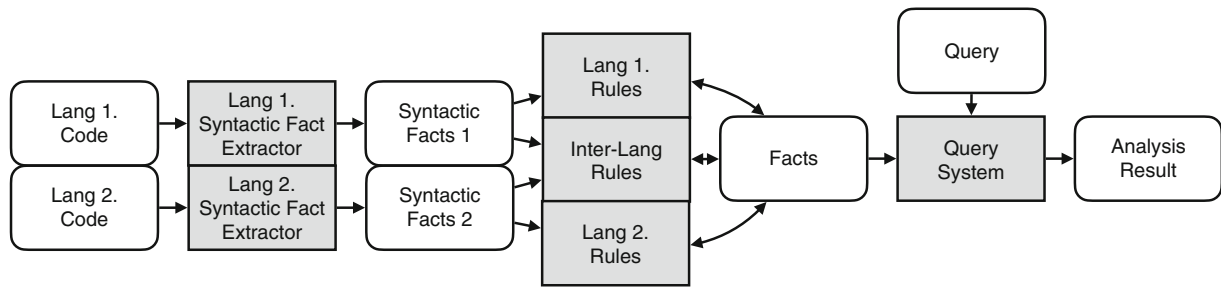 Lang 1.
Code
Lang 2.
Code
Lang 1.
Syntactic Fact
Extractor
Lang 2.
Syntactic Fact
Extractor
Syntactic
Facts 1
Syntactic
Facts 2
Lang 1.
Rules
Inter-Lang
Rules
Lang 2.
Rules
Facts
Query
Query
System
Analysis
Result